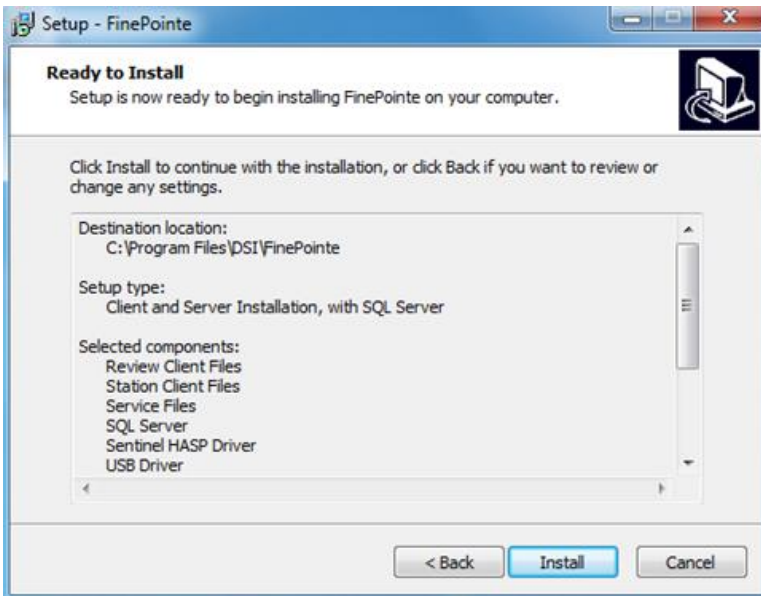 Setup - FinePointe
Ready to Install
Setup is now ready to begin installing FinePointe on your computer.
Click Install to continue with the installation, or click Back if you want to review or
change any settings.
Destination location:
C:\Program Files\DSI\FinePointe
Setup type:
Client and Server Installation, with SQL Server
Selected components:
Review Client Files
Station Client Files
Service Files
SQL Server
Sentinel HASP Driver
USB Driver
< Back
Install
Cancel